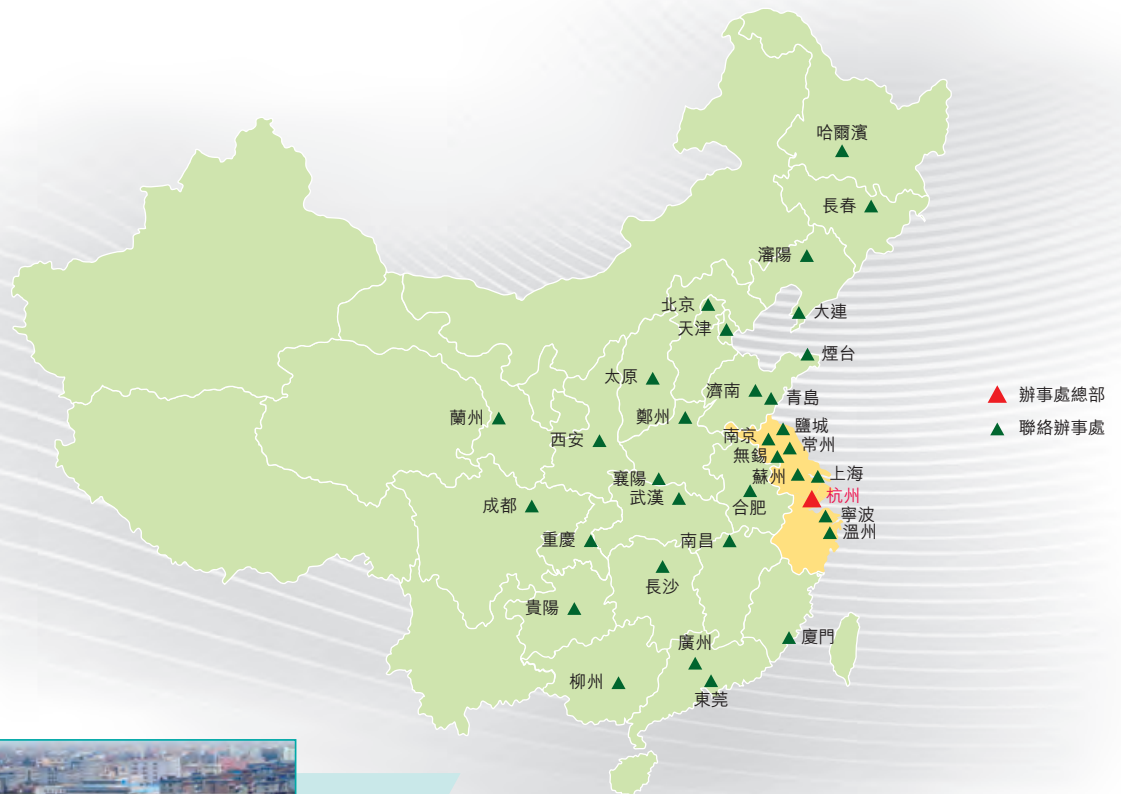 哈爾濱
長春
瀋陽
北京
大連
天津
煙台
太原
濟南
青島
蘭州
鄭州
鹽城
南京
常州
西安
無錫
蘇州
上海
襄陽
杭州
武漢
合肥
成都
寧波
溫州
重慶
南昌
長沙
貴陽
廈門
廣州
柳州
東莞
辦事處總部
聯絡辦事處